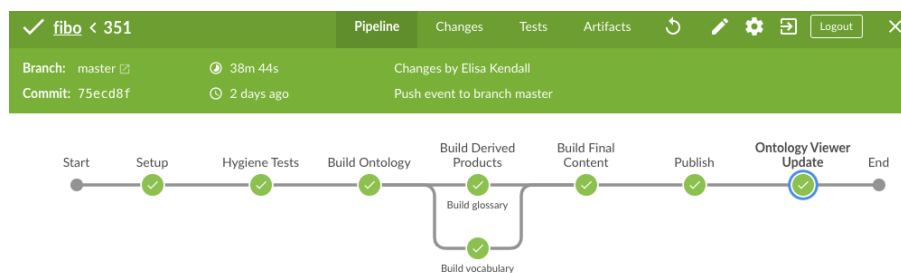 fibo < 351
Pipeline
Changes
Tests
Artifacts
Logout
Branch: master
38m 44s
Changes by Elisa Kendall
Commit: 75ecd8f
2 days ago
Push event to branch master
Start
Setup
Hygiene Tests
Build Ontology
Build Derived
Products
Build Final
Content
Publish
Ontology Viewer
Update
End
Build glossary
Build vocabulary